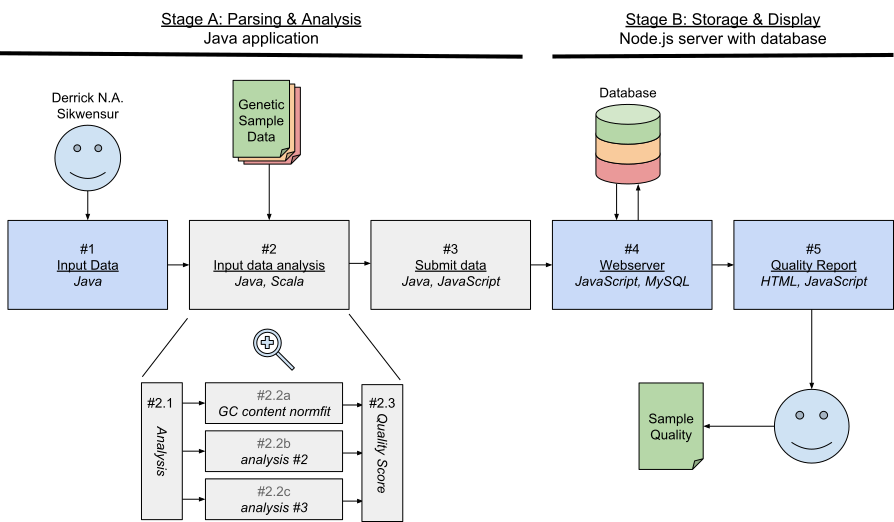 Stage A: Parsing & Analysis
Java application
Stage B: Storage & Display
Node.js server with database
Derrick N.A.
Sikwensur
Genetic
Sample
Data
Database
#1
Input Data
Java
#2
Input data analysis
Java, Scala
#3
Submit data
Java, JavaScript
#4
Webserver
JavaScript, MySQL
#5
Quality Report
HTML, JavaScript
#2.1
Analysis
#2.2a
GC content normfit
#2.2b
analysis #2
#2.2c
analysis #3
#2.3
Quality Score
Sample
Quality